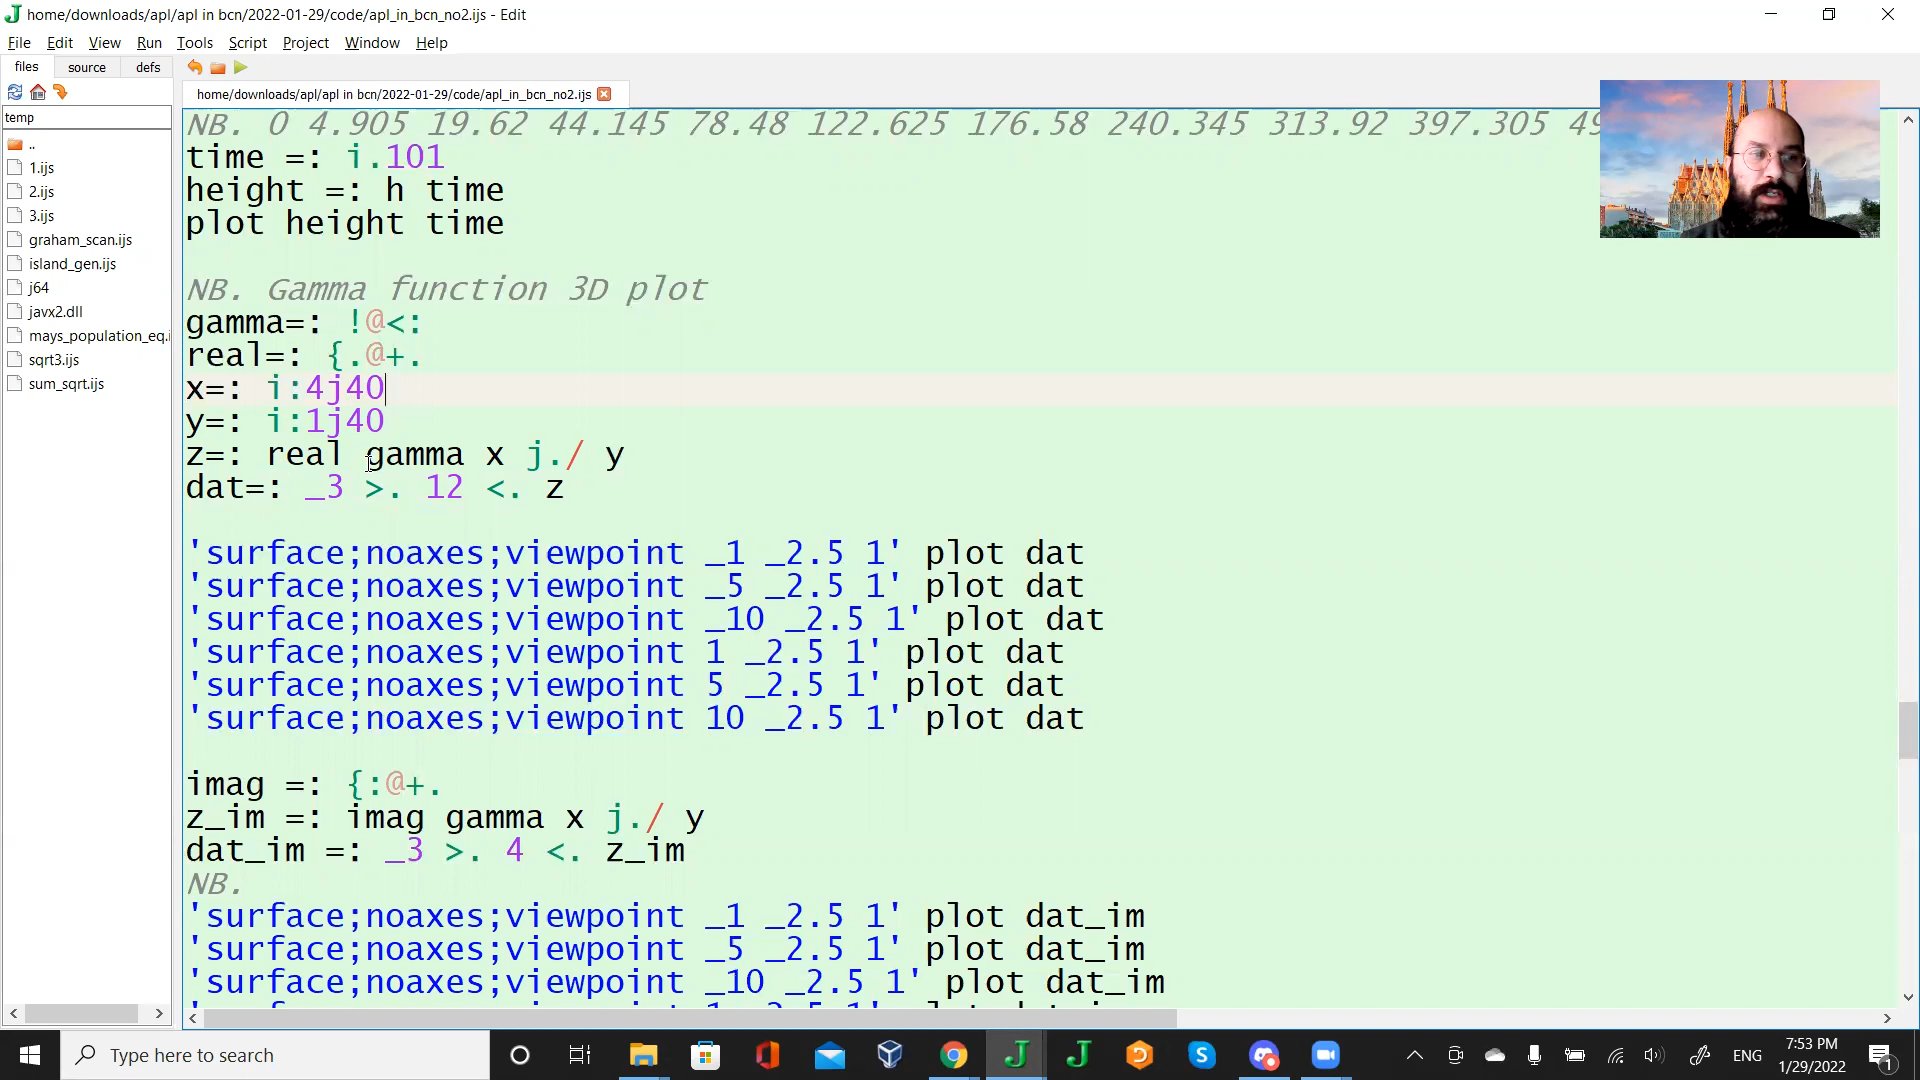 home/downloads/apl/apl in bcn/2022-01-29/code/apl_in_bcn_no2.ijs - Edit
File Edit View Run Tools Script Project Window Help
files source defs
home/downloads/apl/apl in bcn/2022-01-29/code/apl_in_bcn_no2.ijs
temp
..
1.ijs
2.ijs
3.ijs
graham_scan.ijs
island_gen.ijs
j64
javx2.dll
mays_population_eq.i
sqrt3.ijs
sum_sqrt.ijs
NB. 0 4.905 19.62 44.145 78.48 122.625 176.58 240.345 313.92 397.305 49
time =: i.101
height =: h time
plot height time
NB. Gamma function 3D plot
gamma=: !@<:
real=: {.@+.
x=: i:4j40
y=: i:1j40
z=: real gamma x j./ y
dat=: _3 >. 12 <. z
'surface;noaxes;viewpoint _1 _2.5 1' plot dat
'surface;noaxes;viewpoint _5 _2.5 1' plot dat
'surface;noaxes;viewpoint _10 _2.5 1' plot dat
'surface;noaxes;viewpoint 1 _2.5 1' plot dat
'surface;noaxes;viewpoint 5 _2.5 1' plot dat
'surface;noaxes;viewpoint 10 _2.5 1' plot dat
imag =: {:@+.
z_im =: imag gamma x j./ y
dat_im =: _3 >. 4 <. z_im
NB.
'surface;noaxes;viewpoint _1 _2.5 1' plot dat_im
'surface;noaxes;viewpoint _5 _2.5 1' plot dat_im
'surface;noaxes;viewpoint _10 _2.5 1' plot dat_im
Type here to search
ENG
7:53 PM
1/29/2022
1